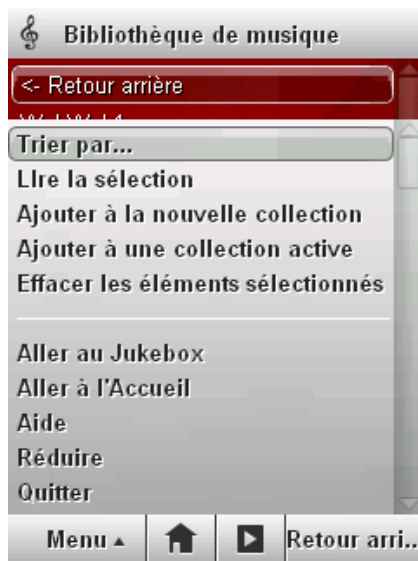 Bibliothèque de musique
<- Retour arrière
Trier par...
LIre la sélection
Ajouter à la nouvelle collection
Ajouter à une collection active
Effacer les éléments sélectionnés
Aller au Jukebox
Aller à l'Accueil
Aide
Réduire
Quitter
Menu
Retour arri..